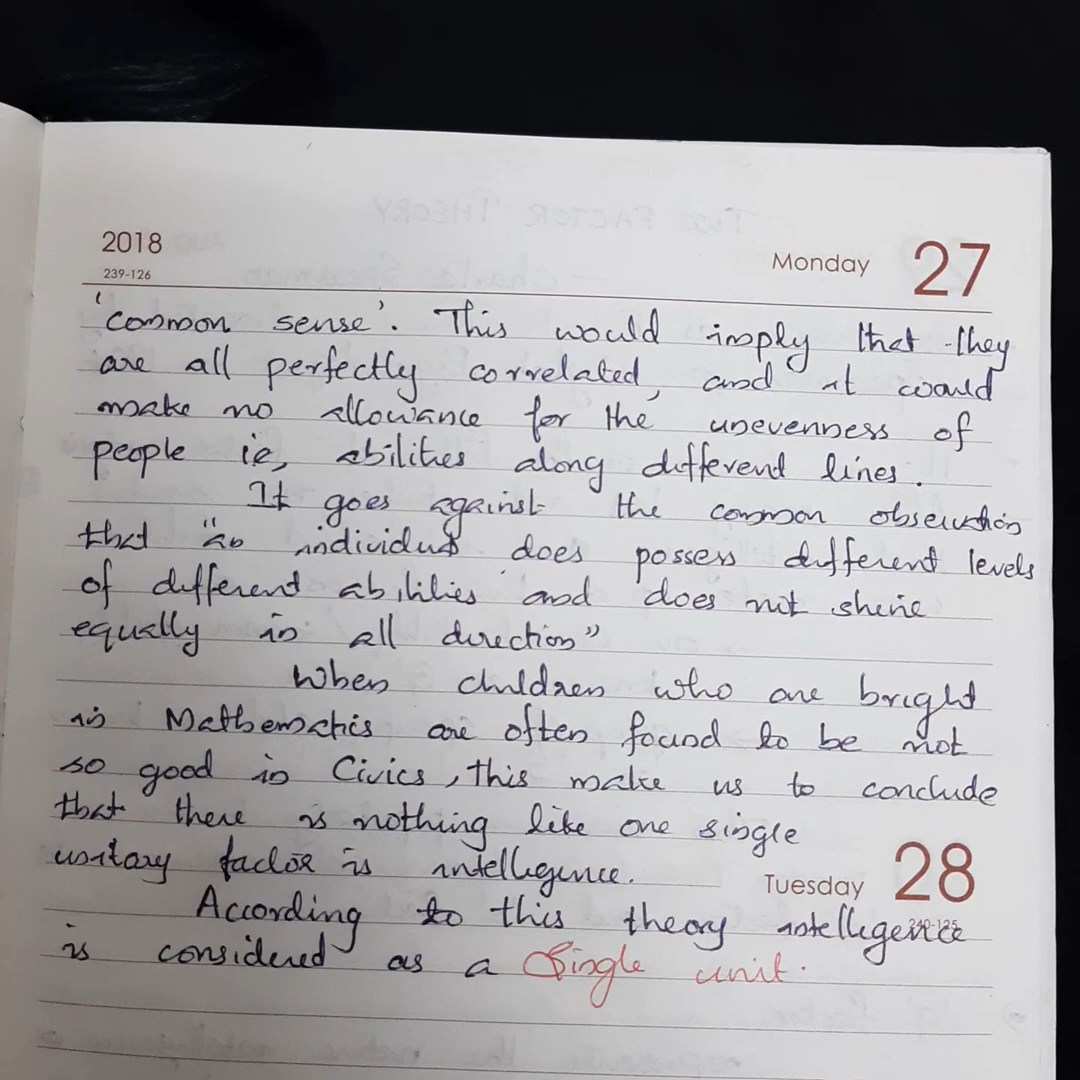 2018
239-126
Monday 27
'common sense'. This would imply that they
are all perfectly correlated, and it would
make no allowance for the unevenness of
people ie, abilities along different lines.
It goes against the common observation
that "an individual does possess different levels
of different abilities and does not shine
equally in all direction"
When children who are bright
in Mathematics are often found to be not
so good in Civics, this make us to conclude
that there is nothing like one single
unitary factor is intelligence.
Tuesday 28
According to this theory intelligence
is considered as a Single unit.